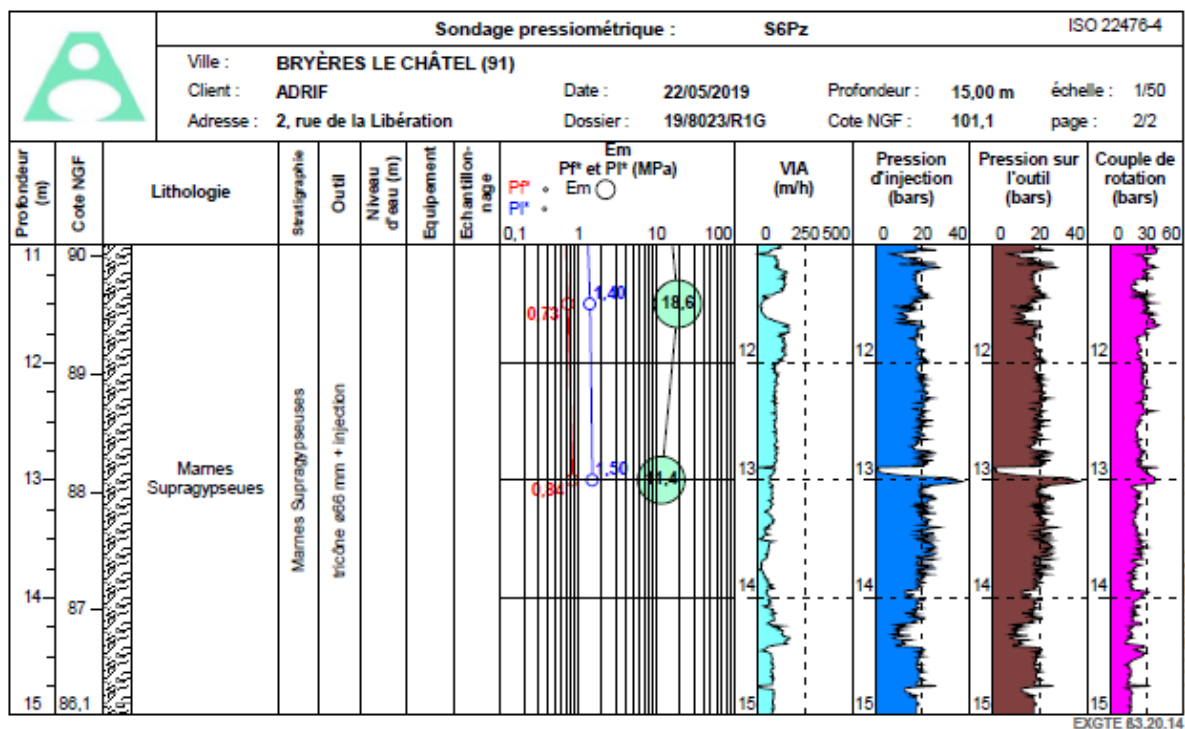 Sondage pressiométrique : S6Pz ISO 22476-4
Ville : BRYÈRES LE CHÂTEL (91)
Client : ADRIF Date : 22/05/2019 Profondeur : 15,00 m échelle : 1/50
Adresse : 2, rue de la Libération Dossier : 19/8023/R1G Cote NGF : 101,1 page : 2/2
Profondeur (m)
Cote NGF
Lithologie
Stratigraphie
Outil
Niveau d'eau (m)
Equipement
Echantillon-
nage
Em
Pf* et Pl* (MPa)
Pf* Em
Pl*
0,1 1 10 100
VIA
(m/h)
0 250 500
Pression
d'injection
(bars)
0 20 40
Pression sur
l'outil
(bars)
0 20 40
Couple de
rotation
(bars)
0 30 60
11 90
0,73 1,40 18,6
12 12 12 12 12
89
Marnes Supragypseuses
tricône ø66 mm + injection
Marnes
Supragypseues
13 13 13 13 13
88
0,84 1,50 11,4
14 14 14 14 14
87
15 86,1 15 15 15 15
EXGTE ß3.20.14